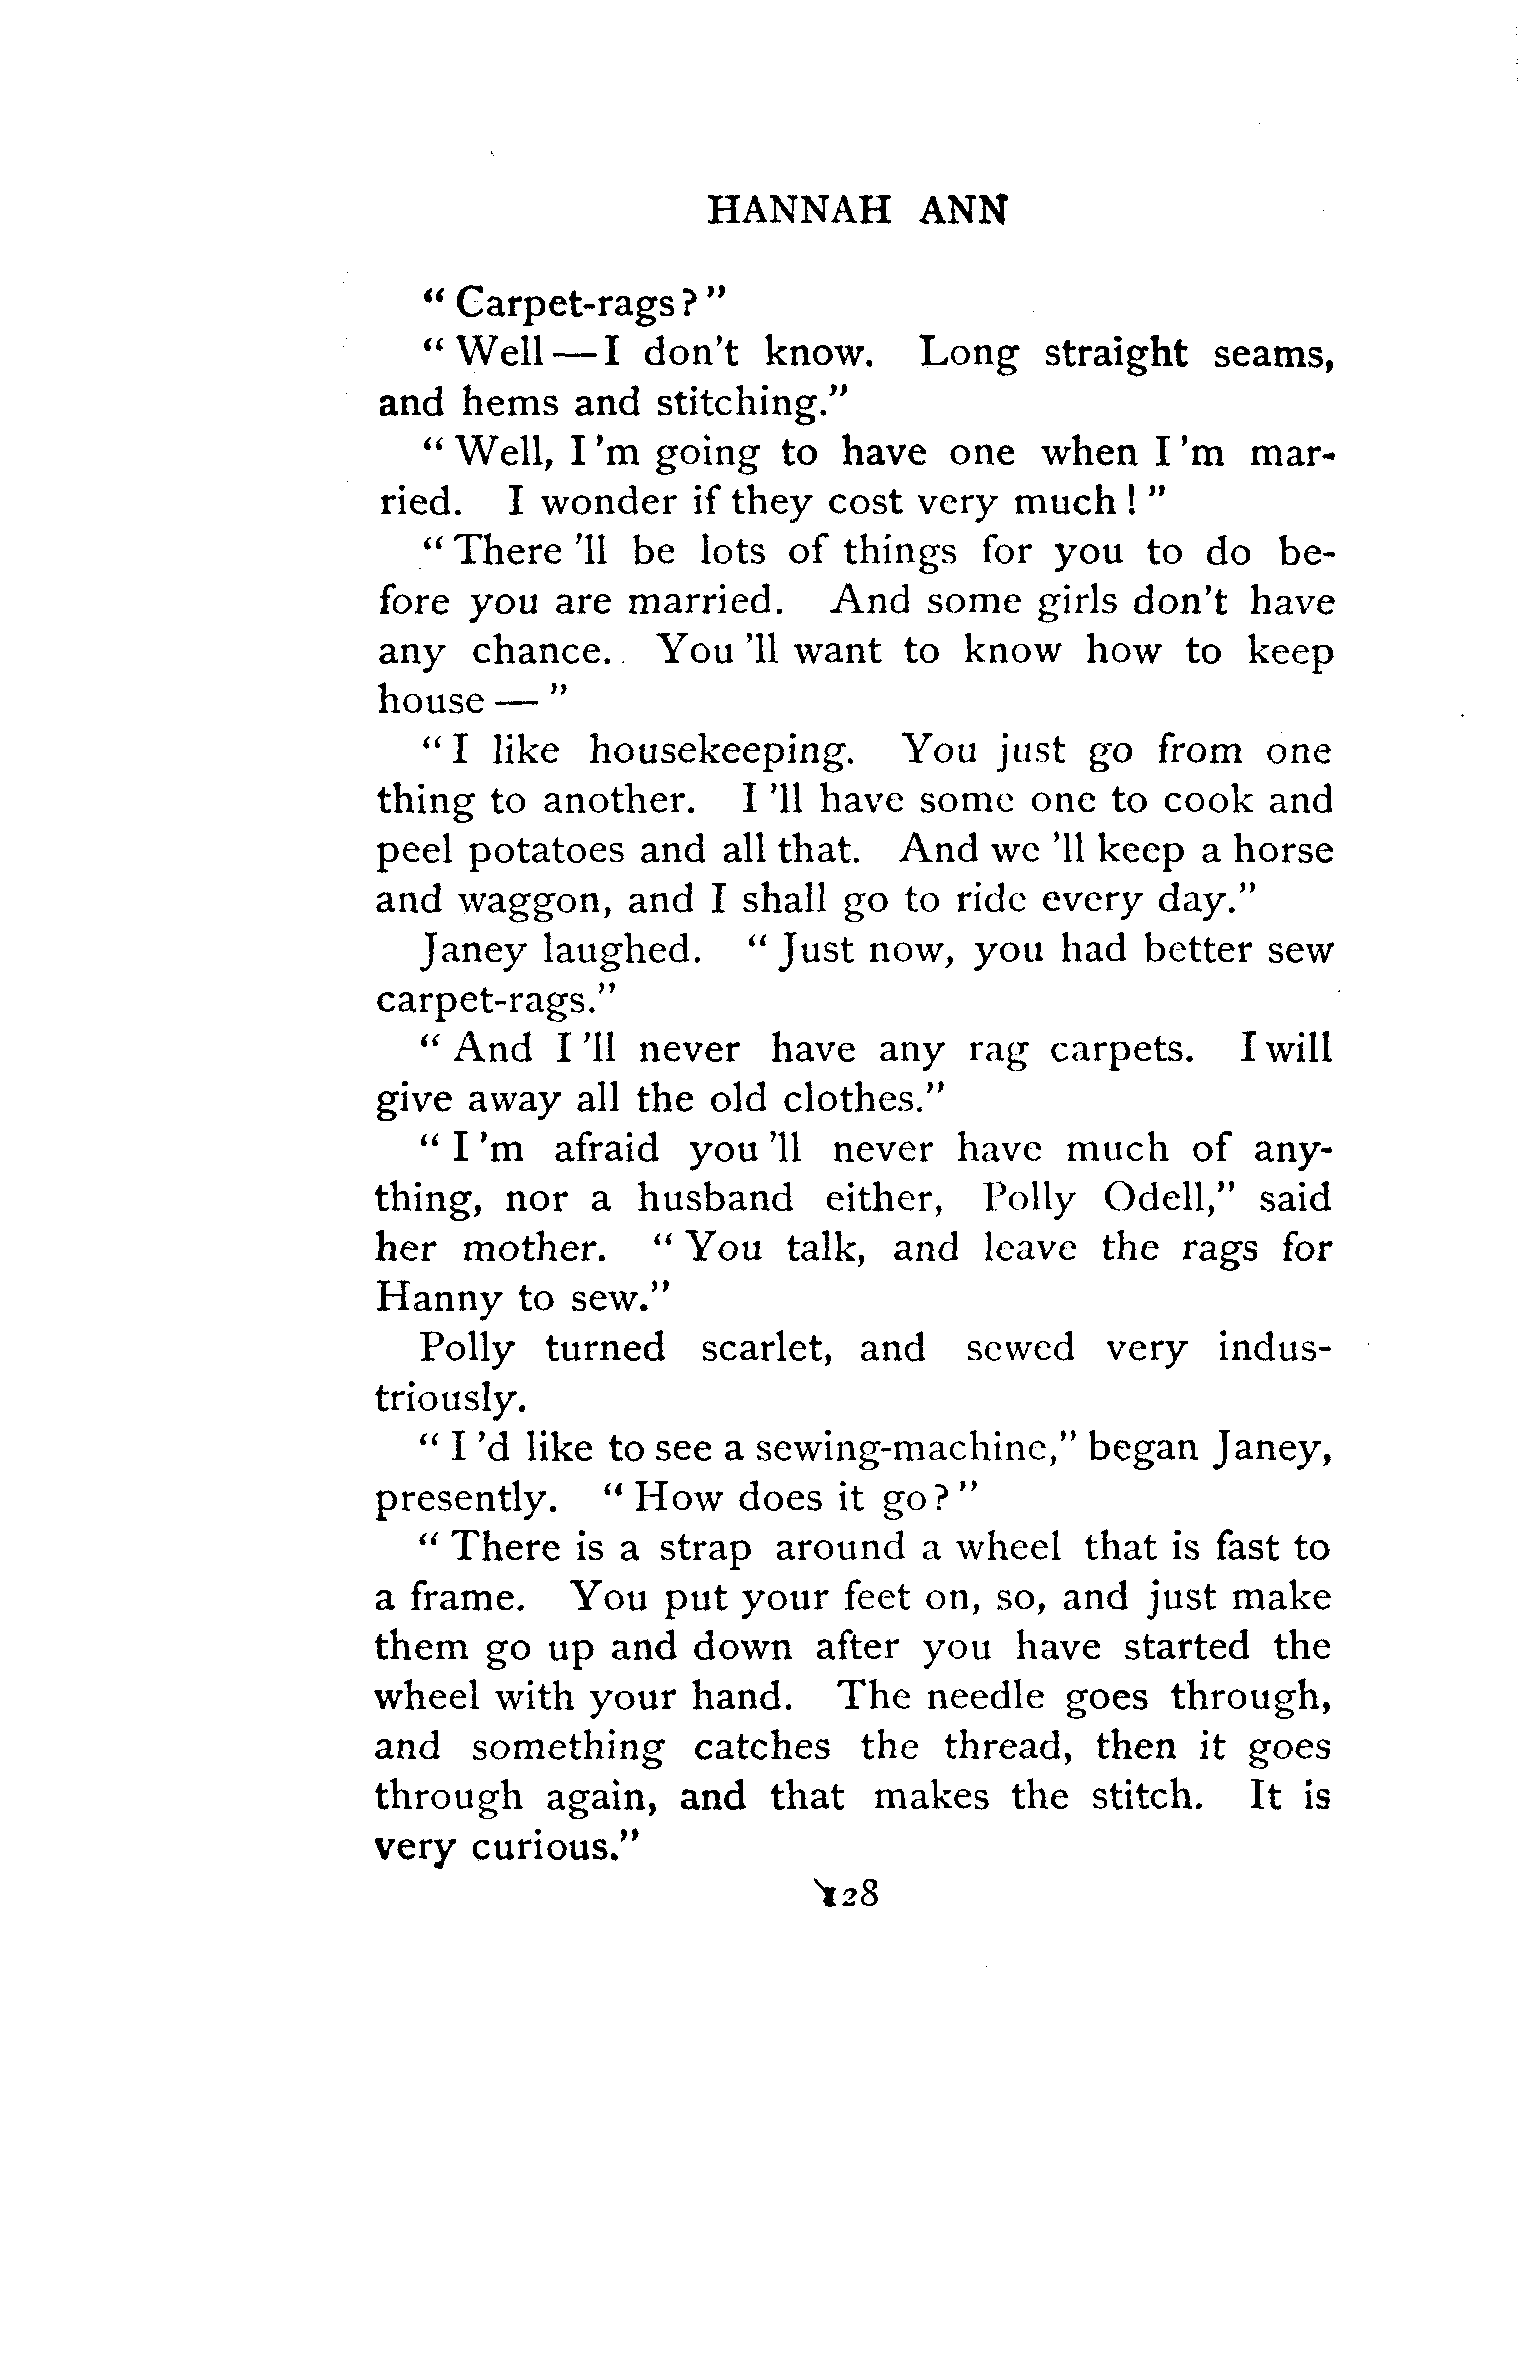 HANNAH ANN
“ Carpet-rags ? ”
“ Well — I don’t know. Long straight seams,
and hems and stitching.”
“ Well, I ’m going to have one when I ’m mar-
ried. I wonder if they cost very much ! ”
“ There ’ll be lots of things for you to do be-
fore you are married. And some girls don’t have
any chance. You ’ll want to know how to keep
house — ”
“ I like housekeeping. You just go from one
thing to another. I ’ll have some one to cook and
peel potatoes and all that. And we ’ll keep a horse
and waggon, and I shall go to ride every day.”
Janey laughed. “ Just now, you had better sew
carpet-rags.”
“ And I ’ll never have any rag carpets. I will
give away all the old clothes.”
“ I ’m afraid you ’ll never have much of any-
thing, nor a husband either, Polly Odell,” said
her mother. “ You talk, and leave the rags for
Hanny to sew.”
Polly turned scarlet, and sewed very indus-
triously.
“ I ’d like to see a sewing-machine,” began Janey,
presently. “ How does it go ? ”
“ There is a strap around a wheel that is fast to
a frame. You put your feet on, so, and just make
them go up and down after you have started the
wheel with your hand. The needle goes through,
and something catches the thread, then it goes
through again, and that makes the stitch. It is
very curious.”
128